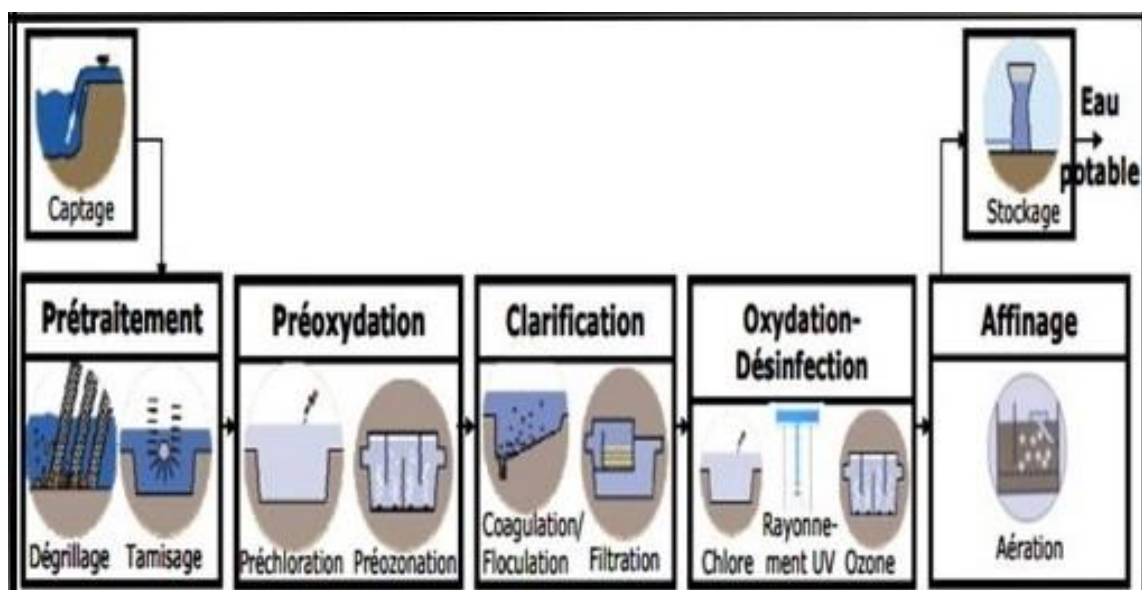 Captage
Stockage
Eau
potable
Prétraitement
Dégrillage
Tamisage
Préoxydation
Préchloration
Préozonation
Clarification
Coagulation/
Floculation
Filtration
Oxydation-
Désinfection
Chlore
Rayonne-
ment UV
Ozone
Affinage
Aération